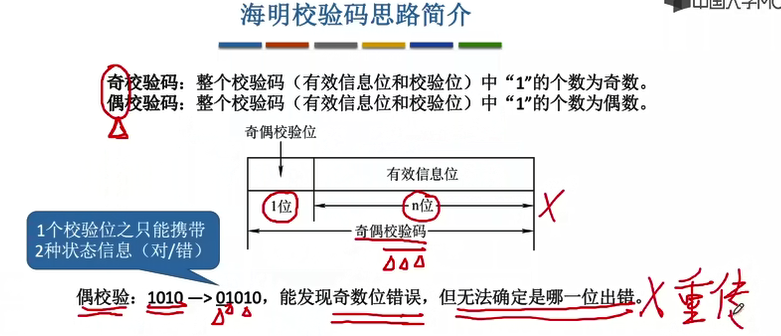 中国大学MO
海明校验码思路简介
奇校验码：整个校验码（有效信息位和校验位）中“1”的个数为奇数。
偶校验码：整个校验码（有效信息位和校验位）中“1”的个数为偶数。
奇偶校验位
有效信息位
1位
n位
X
奇偶校验码
1个校验位之只能携带
2种状态信息（对/错）
偶校验：1010 —> 01010，能发现奇数位错误，但无法确定是哪一位出错。X 重传